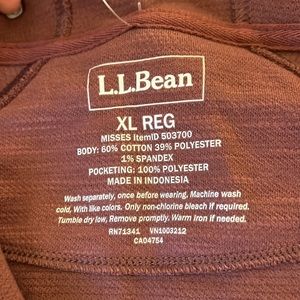 L.L.Bean
XL REG
MISSES ItemID 503700
BODY: 60% COTTON 39% POLYESTER
1% SPANDEX
POCKETING: 100% POLYESTER
MADE IN INDONESIA
Wash separately, once before wearing. Machine wash
cold, With like colors. Only non-chlorine bleach if required.
Tumble dry low, Remove promptly. Warm Iron if needed.
RN71341 VN1003212
CA04754